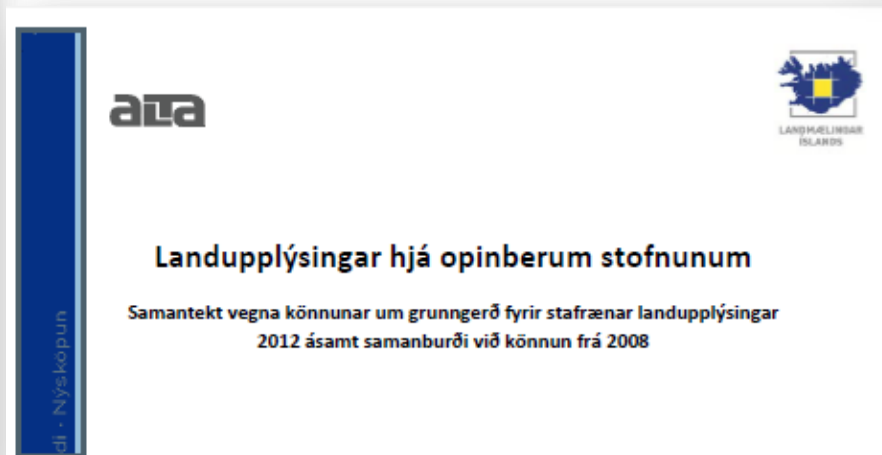 alta
LANDMÆLINGAR
ÍSLANDS
Landupplýsingar hjá opinberum stofnunum
Samantekt vegna könnunar um grunngerð fyrir stafrænar landupplýsingar
2012 ásamt samanburði við könnun frá 2008
di - Nýsköpun